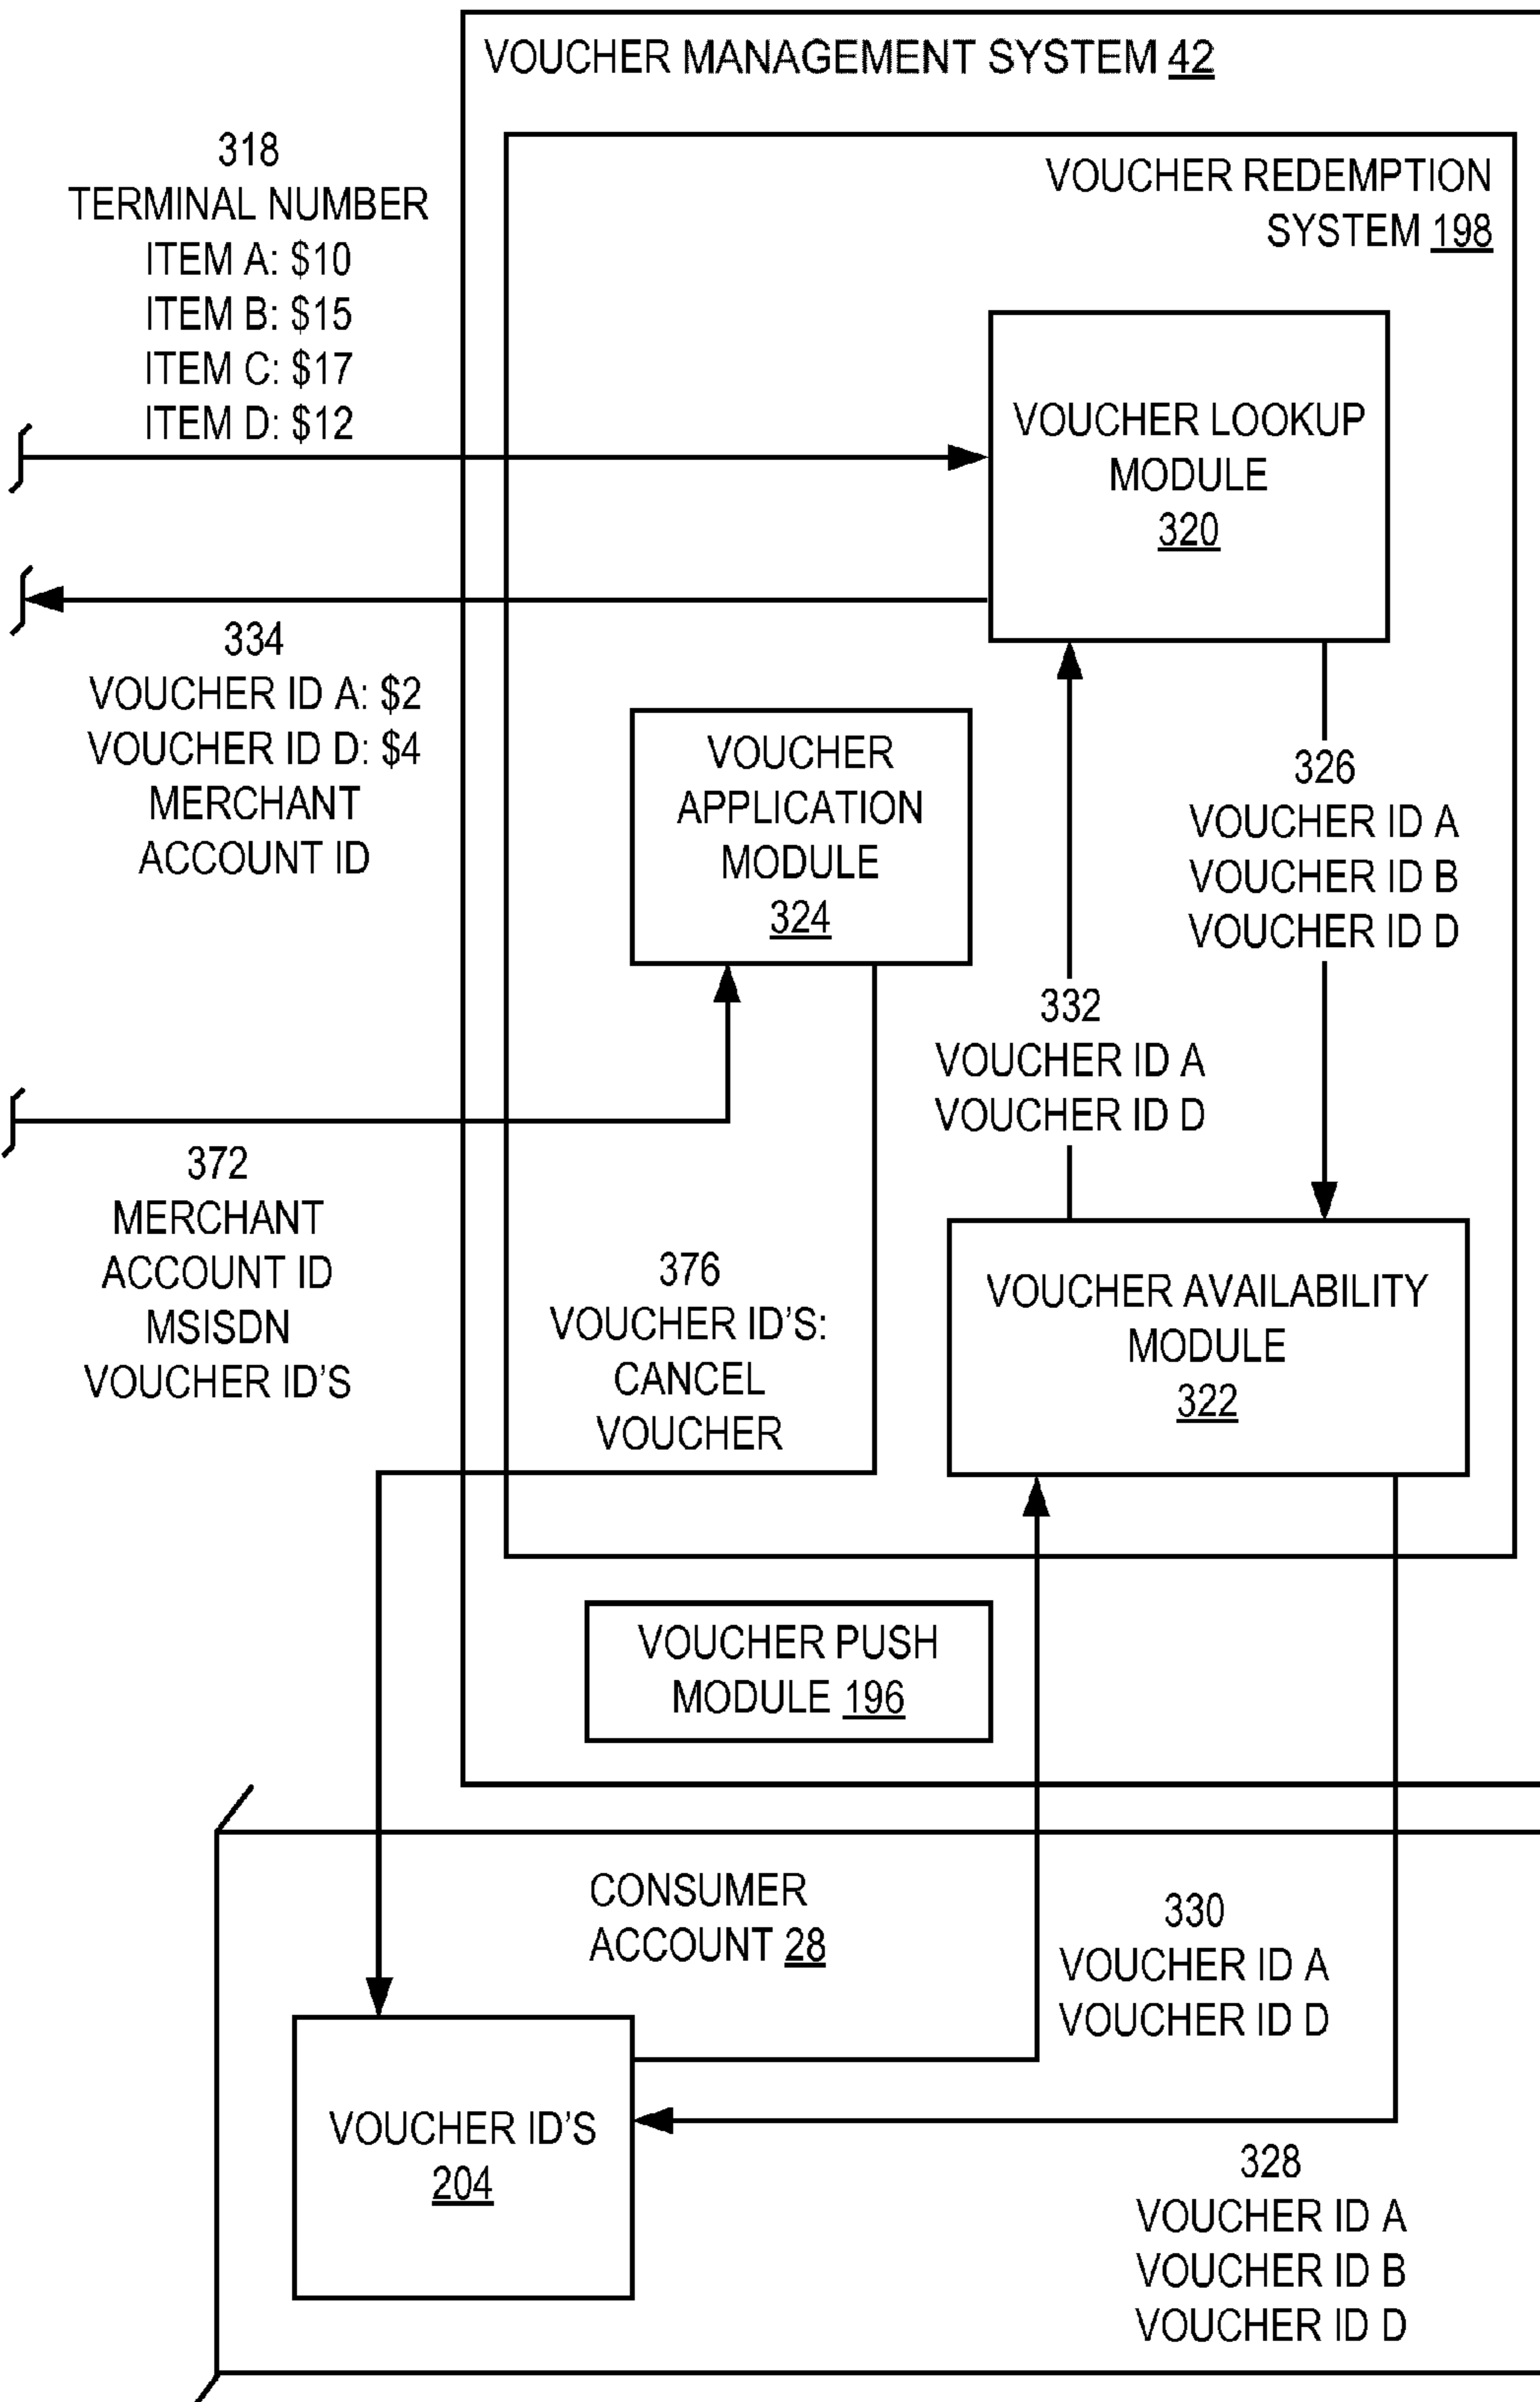 VOUCHER MANAGEMENT SYSTEM 42
318
TERMINAL NUMBER
ITEM A: $10
ITEM B: $15
ITEM C: $17
ITEM D: $12
VOUCHER REDEMPTION
SYSTEM 198
VOUCHER LOOKUP
MODULE
320
334
VOUCHER ID A: $2
VOUCHER ID D: $4
MERCHANT
ACCOUNT ID
VOUCHER
APPLICATION
MODULE
324
326
VOUCHER ID A
VOUCHER ID B
VOUCHER ID D
332
VOUCHER ID A
VOUCHER ID D
372
MERCHANT
ACCOUNT ID
MSISDN
VOUCHER ID'S
376
VOUCHER ID'S:
CANCEL
VOUCHER
VOUCHER AVAILABILITY
MODULE
322
VOUCHER PUSH
MODULE 196
CONSUMER
ACCOUNT 28
330
VOUCHER ID A
VOUCHER ID D
VOUCHER ID'S
204
328
VOUCHER ID A
VOUCHER ID B
VOUCHER ID D